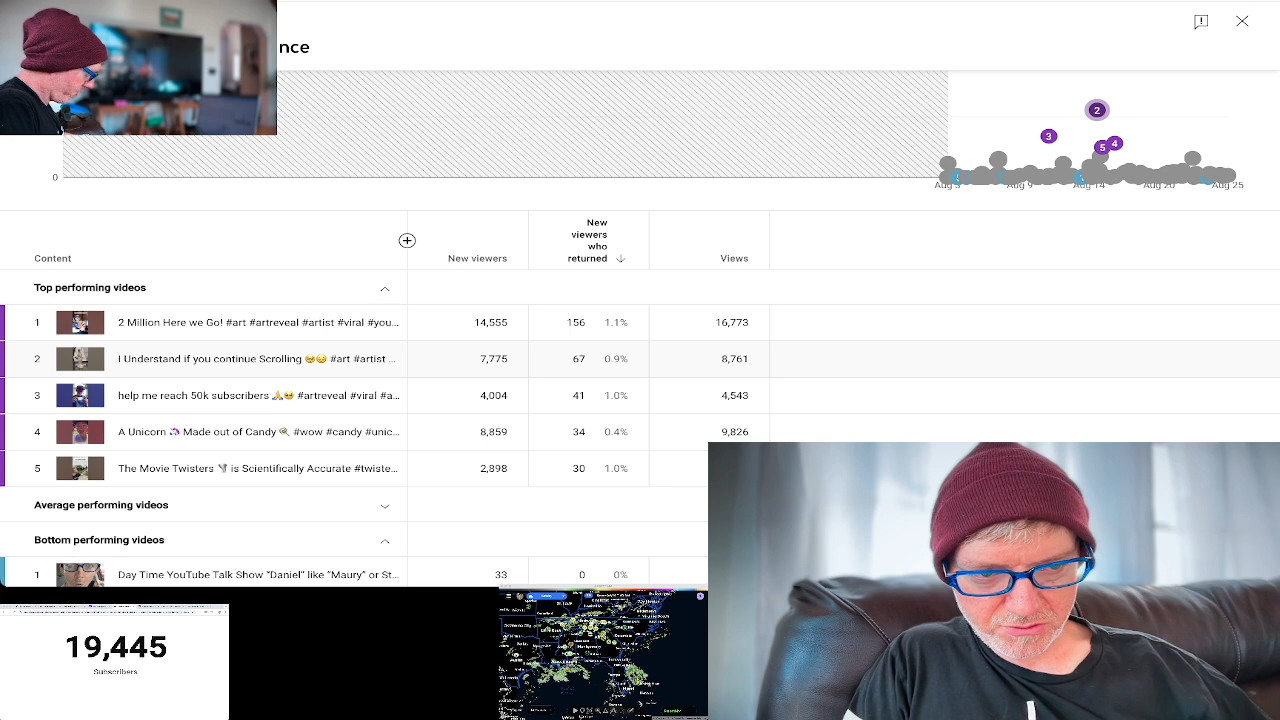 nce
2
3
5
4
0
Aug 9
Aug 14
Aug 20
Aug 25
Content
New viewers
New
viewers
who
returned
Views
Top performing videos
1 2 Million Here we Go! #art #artreveal #artist #viral #you... 14,555 156 1.1% 16,773
2 I Understand if you continue Scrolling 🥹😏 #art #artist ... 7,775 67 0.9% 8,761
3 help me reach 50k subscribers 🙏🥹 #artreveal #viral #a... 4,004 41 1.0% 4,543
4 A Unicorn 🦄 Made out of Candy 🍭 #wow #candy #unic... 8,859 34 0.4% 9,826
5 The Movie Twisters 🌪️ is Scientifically Accurate #twiste... 2,898 30 1.0%
Average performing videos
Bottom performing videos
1 Day Time YouTube Talk Show "Daniel" like "Maury" or St... 33 0 0%
19,445
Subscribers